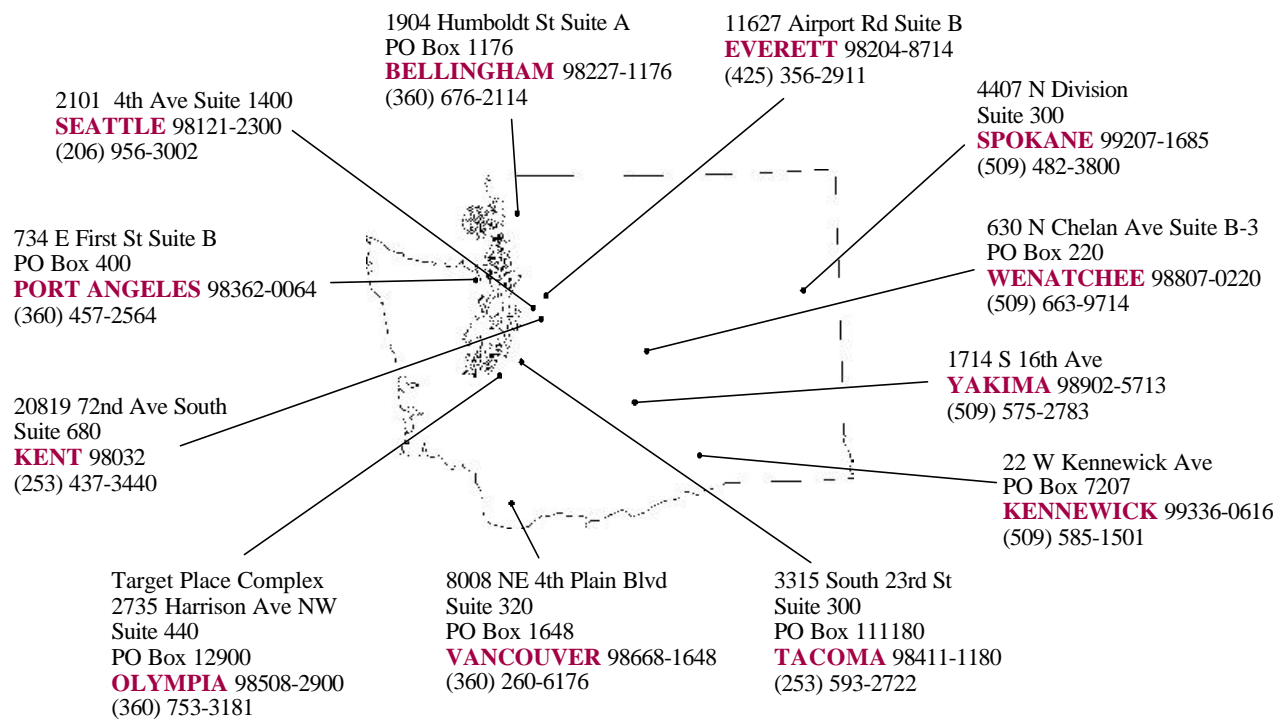 1904 Humboldt St Suite A
PO Box 1176
BELLINGHAM 98227-1176
(360) 676-2114
11627 Airport Rd Suite B
EVERETT 98204-8714
(425) 356-2911
2101 4th Ave Suite 1400
SEATTLE 98121-2300
(206) 956-3002
4407 N Division
Suite 300
SPOKANE 99207-1685
(509) 482-3800
734 E First St Suite B
PO Box 400
PORT ANGELES 98362-0064
(360) 457-2564
630 N Chelan Ave Suite B-3
PO Box 220
WENATCHEE 98807-0220
(509) 663-9714
1714 S 16th Ave
YAKIMA 98902-5713
(509) 575-2783
20819 72nd Ave South
Suite 680
KENT 98032
(253) 437-3440
22 W Kennewick Ave
PO Box 7207
KENNEWICK 99336-0616
(509) 585-1501
Target Place Complex
2735 Harrison Ave NW
Suite 440
PO Box 12900
OLYMPIA 98508-2900
(360) 753-3181
8008 NE 4th Plain Blvd
Suite 320
PO Box 1648
VANCOUVER 98668-1648
(360) 260-6176
3315 South 23rd St
Suite 300
PO Box 111180
TACOMA 98411-1180
(253) 593-2722